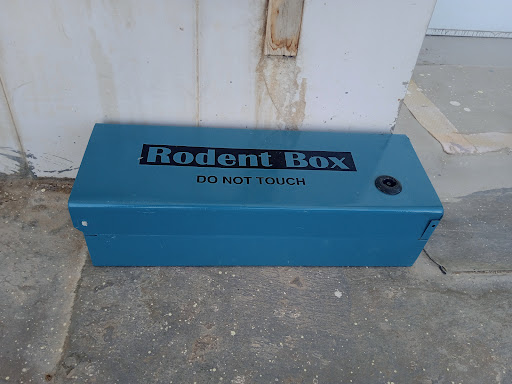 Rodent Box
DO NOT TOUCH